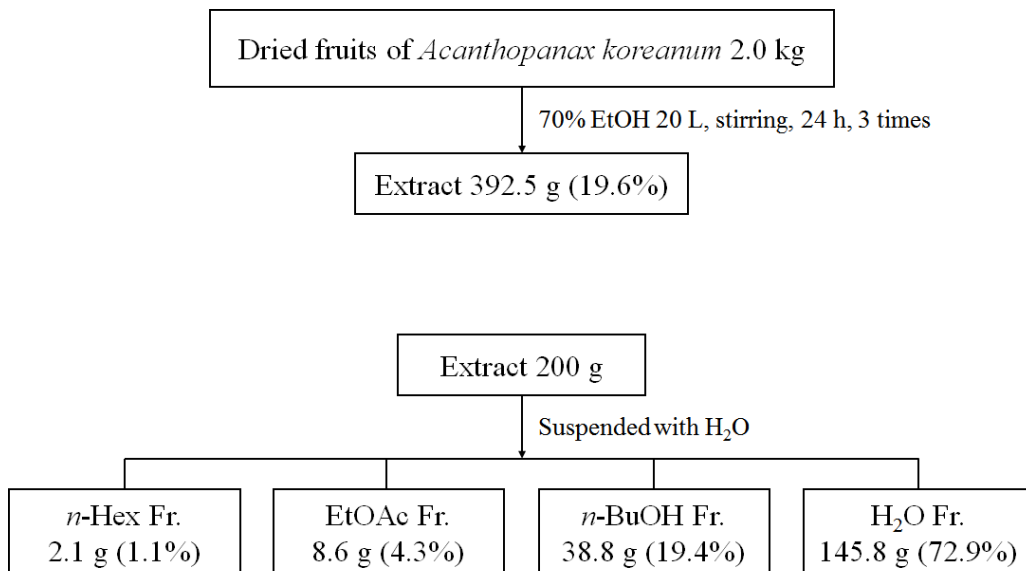 Dried fruits of Acanthopanax koreanum 2.0 kg
70% EtOH 20 L, stirring, 24 h, 3 times
Extract 392.5 g (19.6%)
Extract 200 g
Suspended with H₂O
n-Hex Fr.
2.1 g (1.1%)
EtOAc Fr.
8.6 g (4.3%)
n-BuOH Fr.
38.8 g (19.4%)
H₂O Fr.
145.8 g (72.9%)